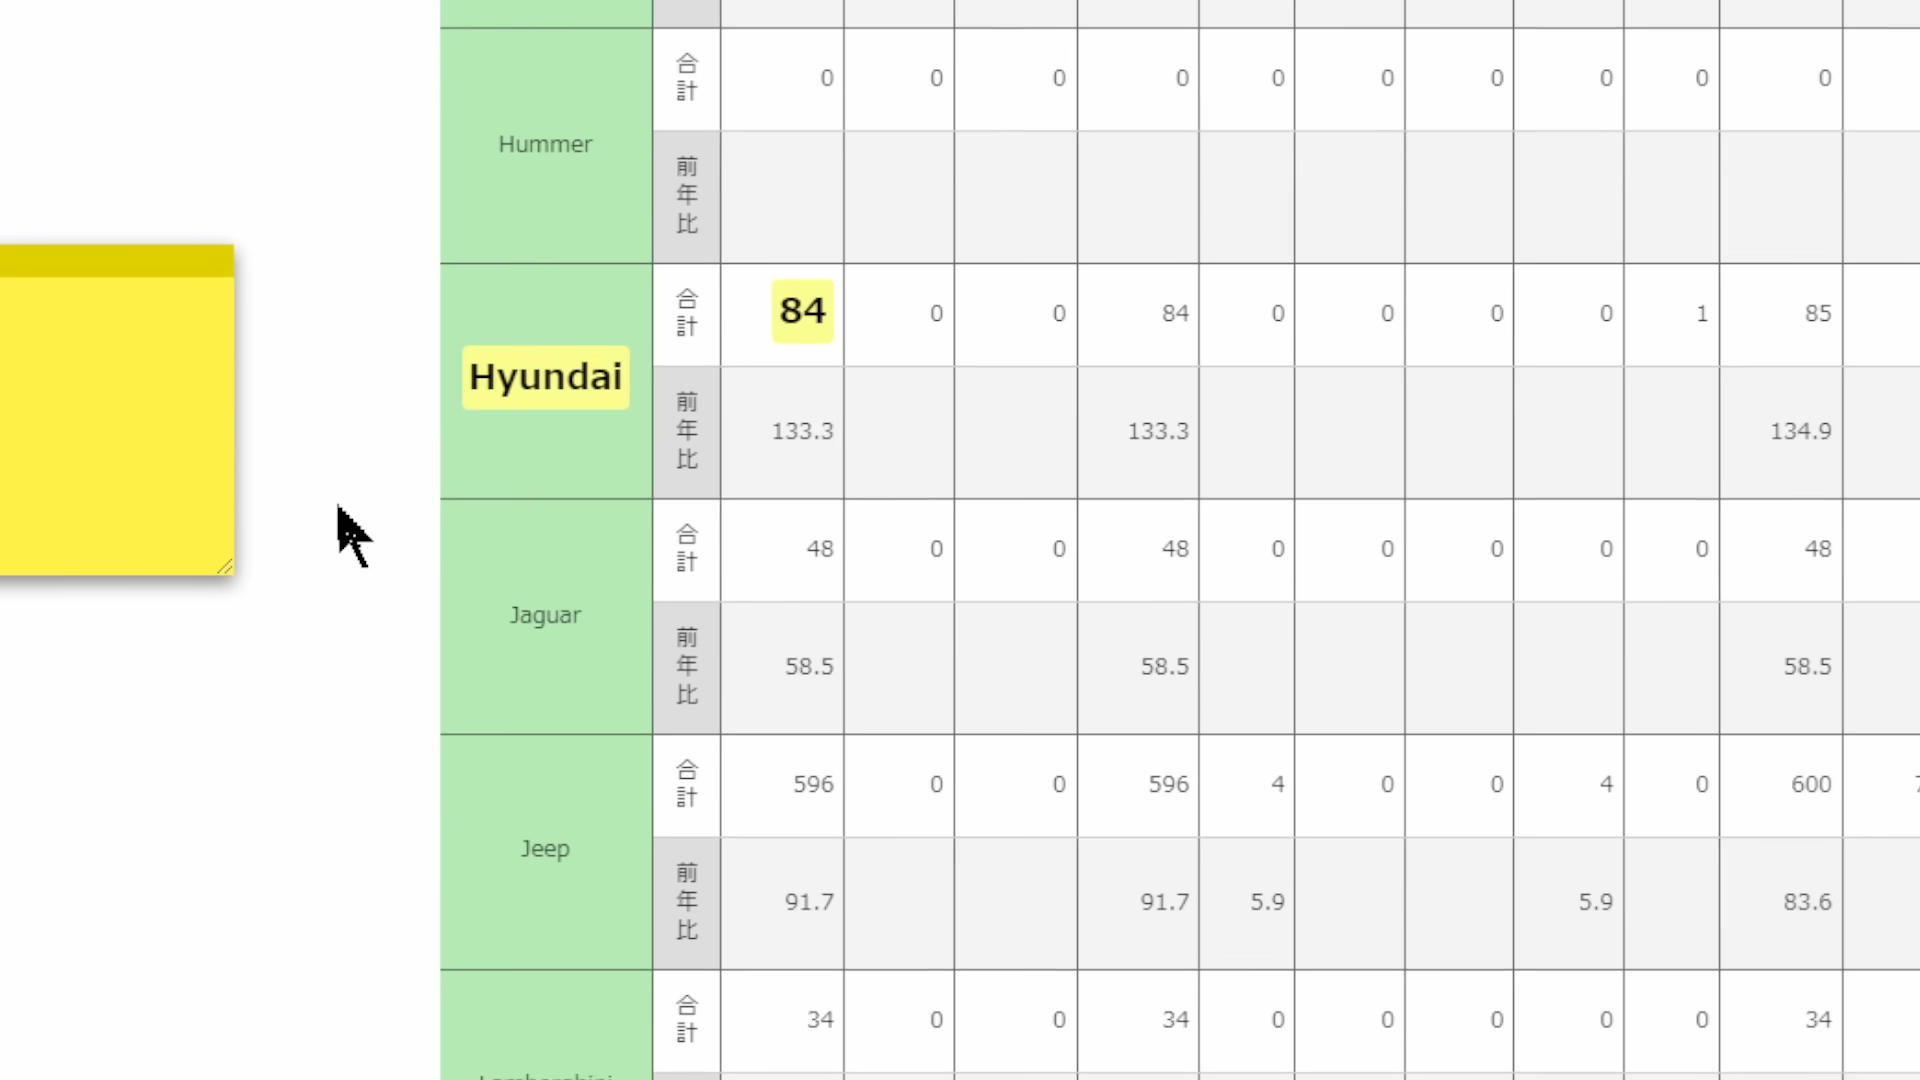 Hummer
合計 0 0 0 0 0 0 0 0 0 0
前年比
Hyundai
合計 84 0 0 84 0 0 0 0 1 85
前年比 133.3 133.3 134.9
Jaguar
合計 48 0 0 48 0 0 0 0 0 48
前年比 58.5 58.5 58.5
Jeep
合計 596 0 0 596 4 0 0 4 0 600
前年比 91.7 91.7 5.9 5.9 83.6
合計 34 0 0 34 0 0 0 0 0 34